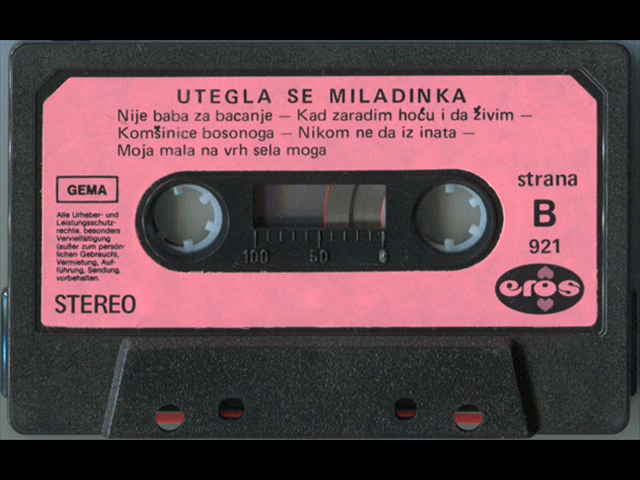 UTEGLA SE MILADINKA
Nije baba za bacanje – Kad zaradim hoću i da živim –
Komšinice bosonoga – Nikom ne da iz inata –
Moja mala na vrh sela moga
GEMA
Alle Urheber- und
Leistungsschutz-
rechte, besonders
Vervielfältigung
(außer zum persön-
lichen Gebrauch),
Vermietung, Auf-
führung, Sendung,
vorbehalten.
STEREO
100 50 0
strana
B
921
eros